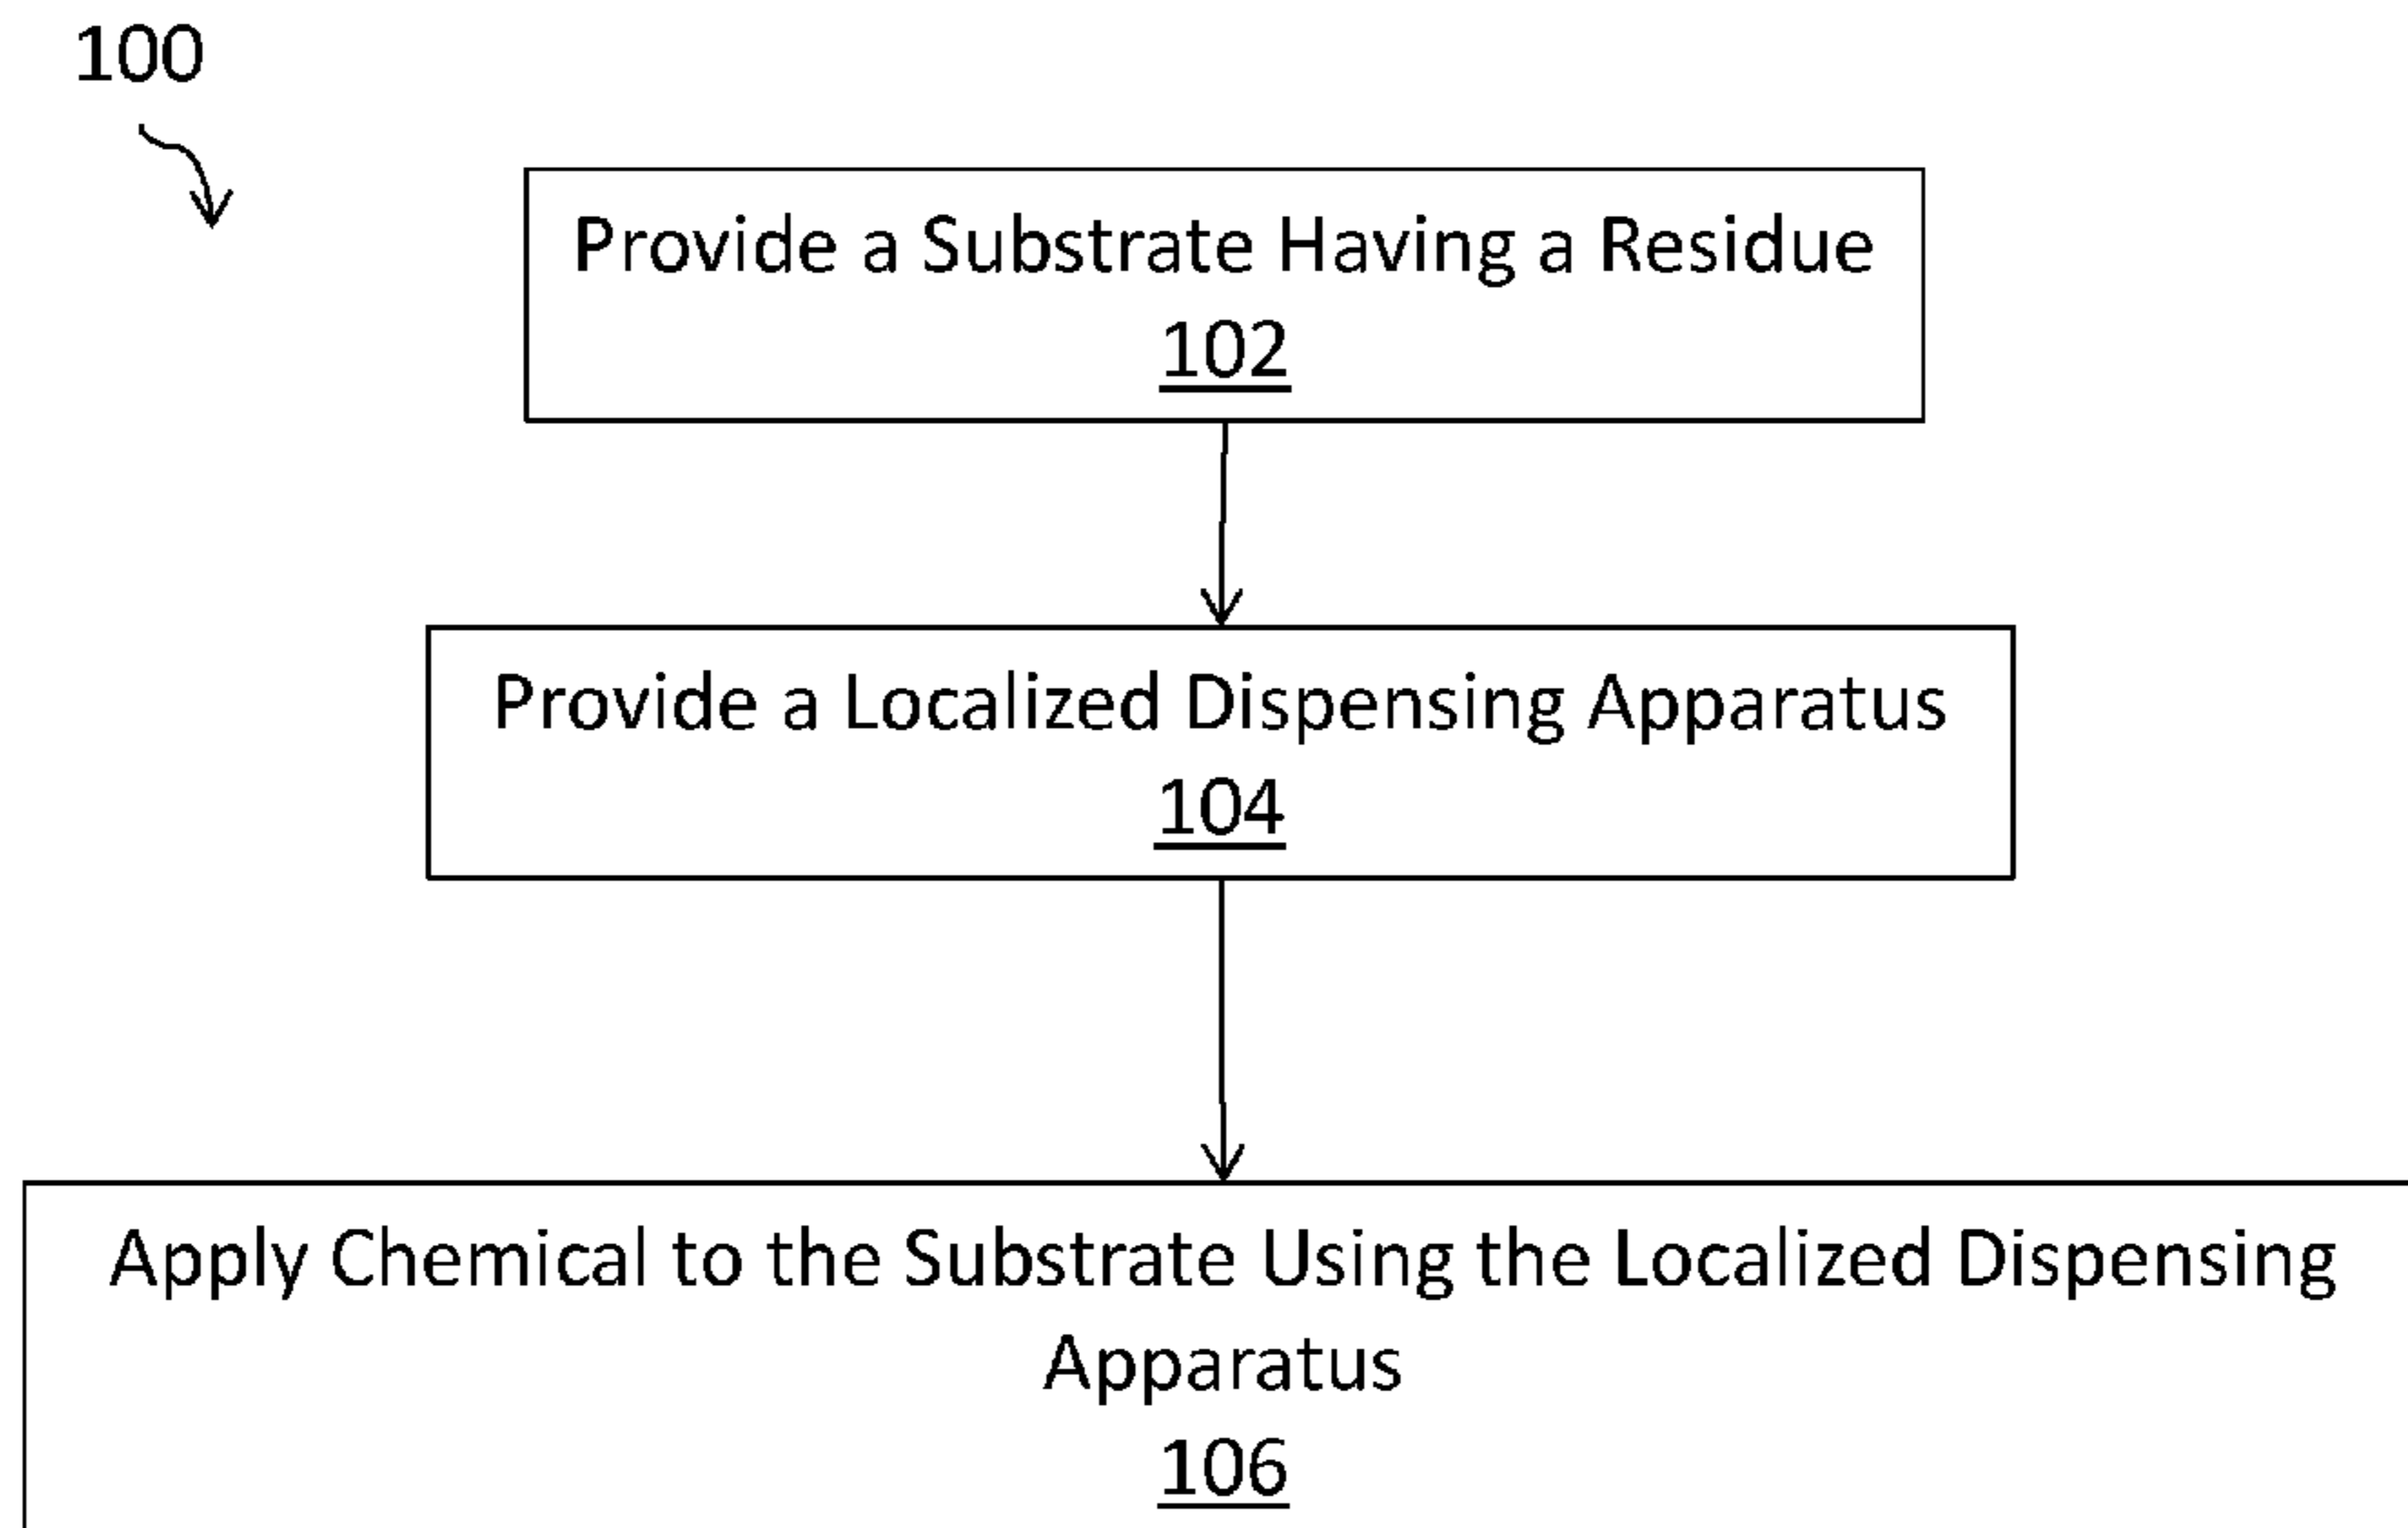 100
Provide a Substrate Having a Residue
102
Provide a Localized Dispensing Apparatus
104
Apply Chemical to the Substrate Using the Localized Dispensing
Apparatus
106